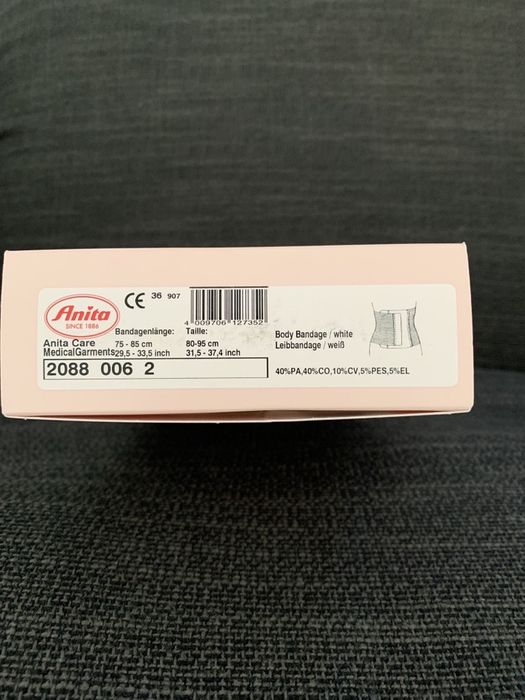 Anita
SINCE 1886
CE 36 907
4 009706 127352
Bandagenlänge: Taille:
Anita Care 75 - 85 cm 80-95 cm
MedicalGarments 29,5 - 33,5 inch 31,5 - 37,4 inch
Body Bandage / white
Leibbandage / weiß
2088 006 2
40%PA,40%CO,10%CV,5%PES,5%EL